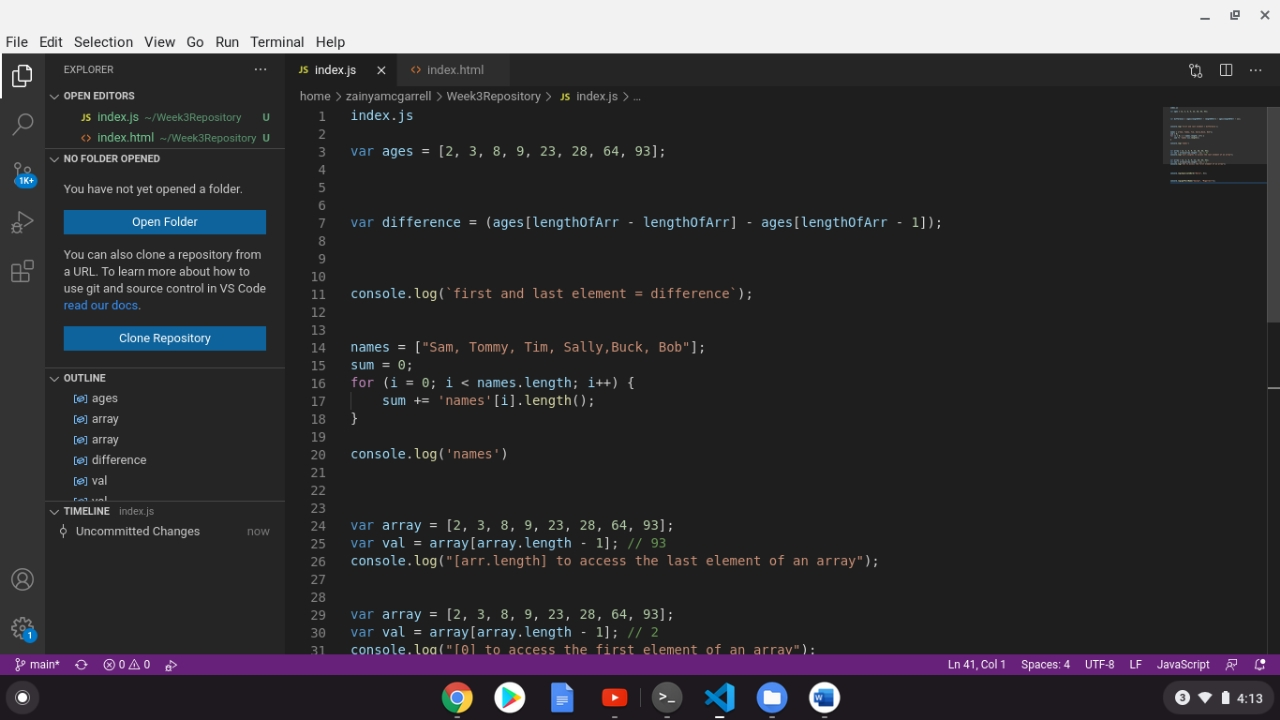 File Edit Selection View Go Run Terminal Help
EXPLORER
OPEN EDITORS
JS index.js ~/Week3Repository U
<> index.html ~/Week3Repository U
NO FOLDER OPENED
You have not yet opened a folder.
Open Folder
You can also clone a repository from
a URL. To learn more about how to
use git and source control in VS Code
read our docs.
Clone Repository
OUTLINE
ages
array
array
difference
val
val
TIMELINE index.js
Uncommitted Changes now
1K+
1
JS index.js <> index.html
home > zainyamcgarrell > Week3Repository > JS index.js > ...
1 index.js
2
3 var ages = [2, 3, 8, 9, 23, 28, 64, 93];
4
5
6
7 var difference = (ages[lengthOfArr - lengthOfArr] - ages[lengthOfArr - 1]);
8
9
10
11 console.log(`first and last element = difference`);
12
13
14 names = ["Sam, Tommy, Tim, Sally,Buck, Bob"];
15 sum = 0;
16 for (i = 0; i < names.length; i++) {
17     sum += 'names'[i].length();
18 }
19
20 console.log('names')
21
22
23
24 var array = [2, 3, 8, 9, 23, 28, 64, 93];
25 var val = array[array.length - 1]; // 93
26 console.log("[arr.length] to access the last element of an array");
27
28
29 var array = [2, 3, 8, 9, 23, 28, 64, 93];
30 var val = array[array.length - 1]; // 2
31 console.log("[0] to access the first element of an array");
main* 0 0 Ln 41, Col 1 Spaces: 4 UTF-8 LF JavaScript
>_ W 3 4:13